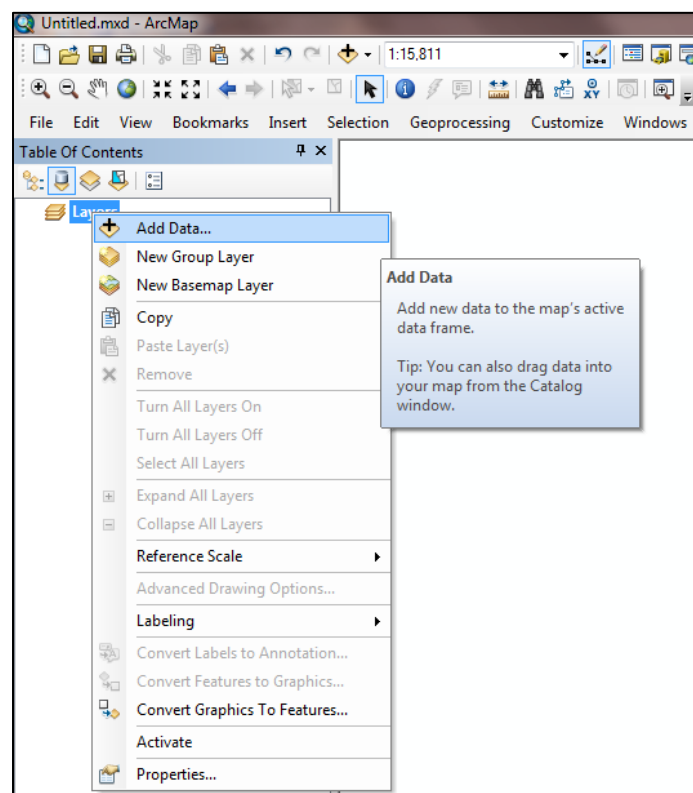 Untitled.mxd - ArcMap
1:15,811
XY
File Edit View Bookmarks Insert Selection Geoprocessing Customize Windows
Table Of Contents
Layers
Add Data...
New Group Layer
New Basemap Layer
Add Data
Add new data to the map's active
data frame.
Tip: You can also drag data into
your map from the Catalog
window.
Copy
Paste Layer(s)
Remove
Turn All Layers On
Turn All Layers Off
Select All Layers
Expand All Layers
Collapse All Layers
Reference Scale
Advanced Drawing Options...
Labeling
Convert Labels to Annotation...
Convert Features to Graphics...
Convert Graphics To Features...
Activate
Properties...